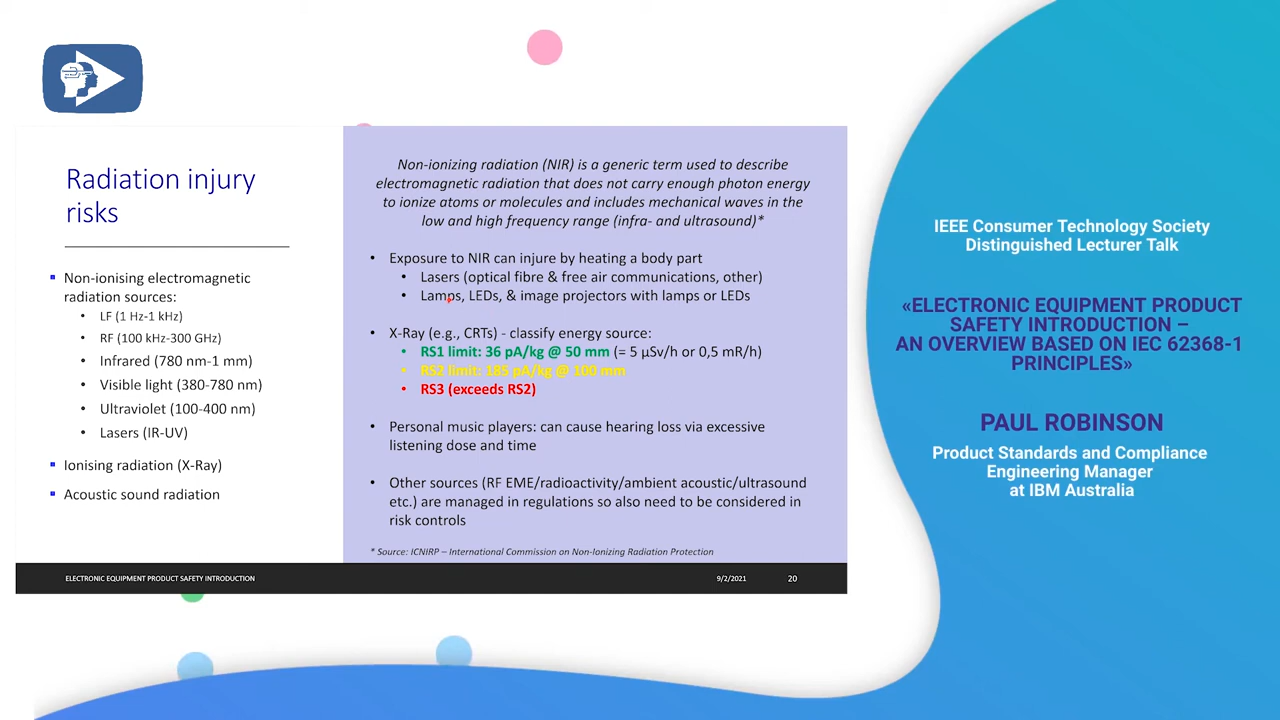 Radiation injury
risks
Non-ionising electromagnetic
radiation sources:
LF (1 Hz-1 kHz)
RF (100 kHz-300 GHz)
Infrared (780 nm-1 mm)
Visible light (380-780 nm)
Ultraviolet (100-400 nm)
Lasers (IR-UV)
Ionising radiation (X-Ray)
Acoustic sound radiation
Non-ionizing radiation (NIR) is a generic term used to describe
electromagnetic radiation that does not carry enough photon energy
to ionize atoms or molecules and includes mechanical waves in the
low and high frequency range (infra- and ultrasound)*
Exposure to NIR can injure by heating a body part
Lasers (optical fibre & free air communications, other)
Lamps, LEDs, & image projectors with lamps or LEDs
X-Ray (e.g., CRTs) - classify energy source:
RS1 limit: 36 pA/kg @ 50 mm (= 5 µSv/h or 0,5 mR/h)
RS2 limit: 185 pA/kg @ 100 mm
RS3 (exceeds RS2)
Personal music players: can cause hearing loss via excessive
listening dose and time
Other sources (RF EME/radioactivity/ambient acoustic/ultrasound
etc.) are managed in regulations so also need to be considered in
risk controls
* Source: ICNIRP – International Commission on Non-Ionizing Radiation Protection
ELECTRONIC EQUIPMENT PRODUCT SAFETY INTRODUCTION
9/2/2021
20
IEEE Consumer Technology Society
Distinguished Lecturer Talk
«ELECTRONIC EQUIPMENT PRODUCT
SAFETY INTRODUCTION –
AN OVERVIEW BASED ON IEC 62368-1
PRINCIPLES»
PAUL ROBINSON
Product Standards and Compliance
Engineering Manager
at IBM Australia